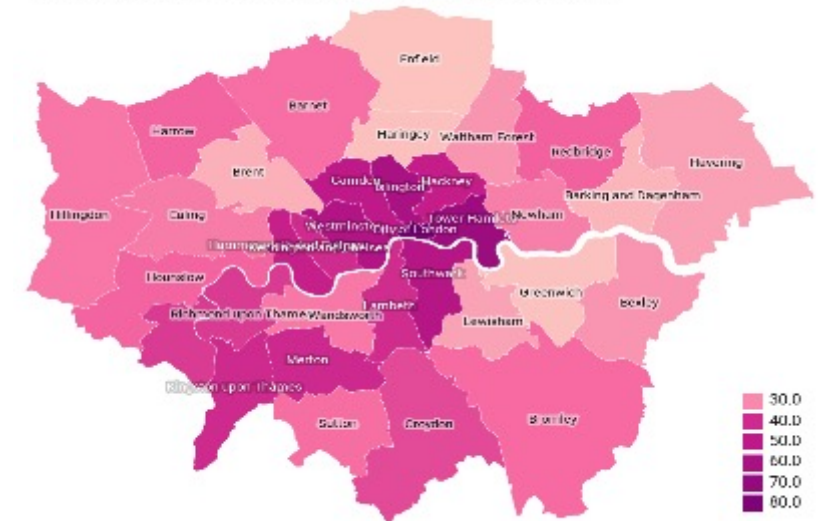 Enfield
Barnet
Harrow
Haringey
Waltham Forest
Redbridge
Havering
Brent
Camden
Islington
Hackney
Barking and Dagenham
Hillingdon
Ealing
Westminster
City of London
Tower Hamlets
Newham
Hounslow
Southwark
Greenwich
Bexley
Richmond upon Thames
Wandsworth
Lambeth
Lewisham
Merton
Kingston upon Thames
Sutton
Croydon
Bromley
30.0
40.0
50.0
60.0
70.0
80.0